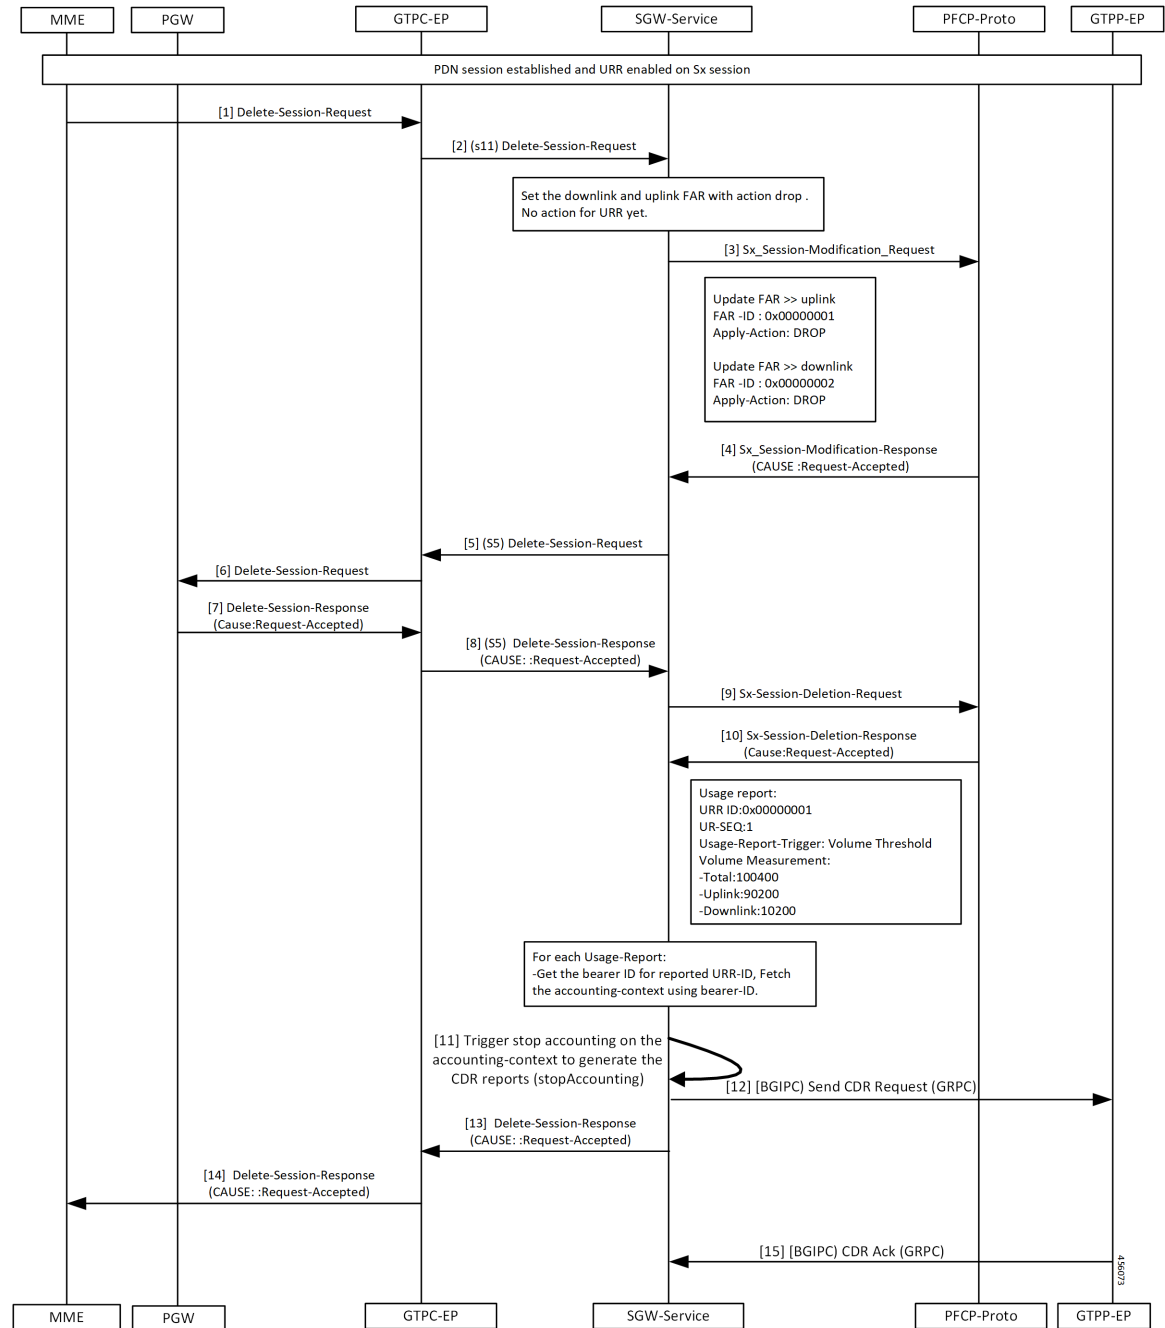 MME
PGW
GTPC-EP
SGW-Service
PFCP-Proto
GTPP-EP
PDN session established and URR enabled on Sx session
[1] Delete-Session-Request
[2] (s11) Delete-Session-Request
Set the downlink and uplink FAR with action drop .
No action for URR yet.
[3] Sx_Session-Modification_Request
Update FAR >> uplink
FAR -ID : 0x00000001
Apply-Action: DROP
Update FAR >> downlink
FAR -ID : 0x00000002
Apply-Action: DROP
[4] Sx_Session-Modification-Response
(CAUSE :Request-Accepted)
[5] (S5) Delete-Session-Request
[6] Delete-Session-Request
[7] Delete-Session-Response
(Cause:Request-Accepted)
[8] (S5)  Delete-Session-Response
(CAUSE: :Request-Accepted)
[9] Sx-Session-Deletion-Request
[10] Sx-Session-Deletion-Response
(Cause:Request-Accepted)
Usage report:
URR ID:0x00000001
UR-SEQ:1
Usage-Report-Trigger: Volume Threshold
Volume Measurement:
-Total:100400
-Uplink:90200
-Downlink:10200
For each Usage-Report:
-Get the bearer ID for reported URR-ID, Fetch
the accounting-context using bearer-ID.
[11] Trigger stop accounting on the
accounting-context to generate the
CDR reports (stopAccounting)
[12] [BGIPC) Send CDR Request (GRPC)
[13]  Delete-Session-Response
(CAUSE: :Request-Accepted)
[14]  Delete-Session-Response
(CAUSE: :Request-Accepted)
[15] [BGIPC) CDR Ack (GRPC)
456073
MME
PGW
GTPC-EP
SGW-Service
PFCP-Proto
GTPP-EP